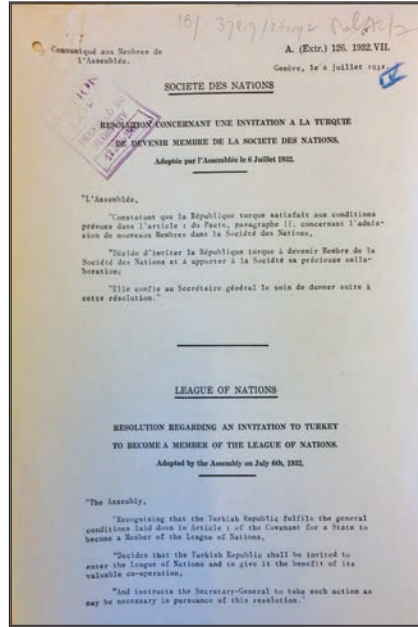 Communiqué aux Membres de
l'Assemblée.
A. (Extr.) 126. 1932.VII.
Genève, le 6 juillet 1932.
SOCIETE DES NATIONS
RESOLUTION CONCERNANT UNE INVITATION A LA TURQUIE
DE DEVENIR MEMBRE DE LA SOCIETE DES NATIONS.
Adoptée par l'Assemblée le 6 Juillet 1932.
"L'Assemblée,
"Constatant que la République turque satisfait aux conditions
prévues dans l'article : du Pacte, paragraphe II, concernant l'admis-
sion de nouveaux Membres dans la Société des Nations,
"Décide d'inviter la République turque à devenir Membre de la
Société des Nations et à apporter à la Société sa précieuse colla-
boration;
"Elle confie au Secrétaire général le soin de donner suite à
cette résolution."
LEAGUE OF NATIONS
RESOLUTION REGARDING AN INVITATION TO TURKEY
TO BECOME A MEMBER OF THE LEAGUE OF NATIONS.
Adopted by the Assembly on July 6th, 1932,
"The Assembly,
"Recognising that the Turkish Republic fulfils the general
conditions laid down in Article : of the Covenant for a State to
become a Member of the League of Nations,
"Decides that the Turkish Republic shall be invited to
enter the League of Nations and to give it the benefit of its
valuable co-operation,
"And instructs the Secretary-General to take such action as
may be necessary in pursuance of this resolution."